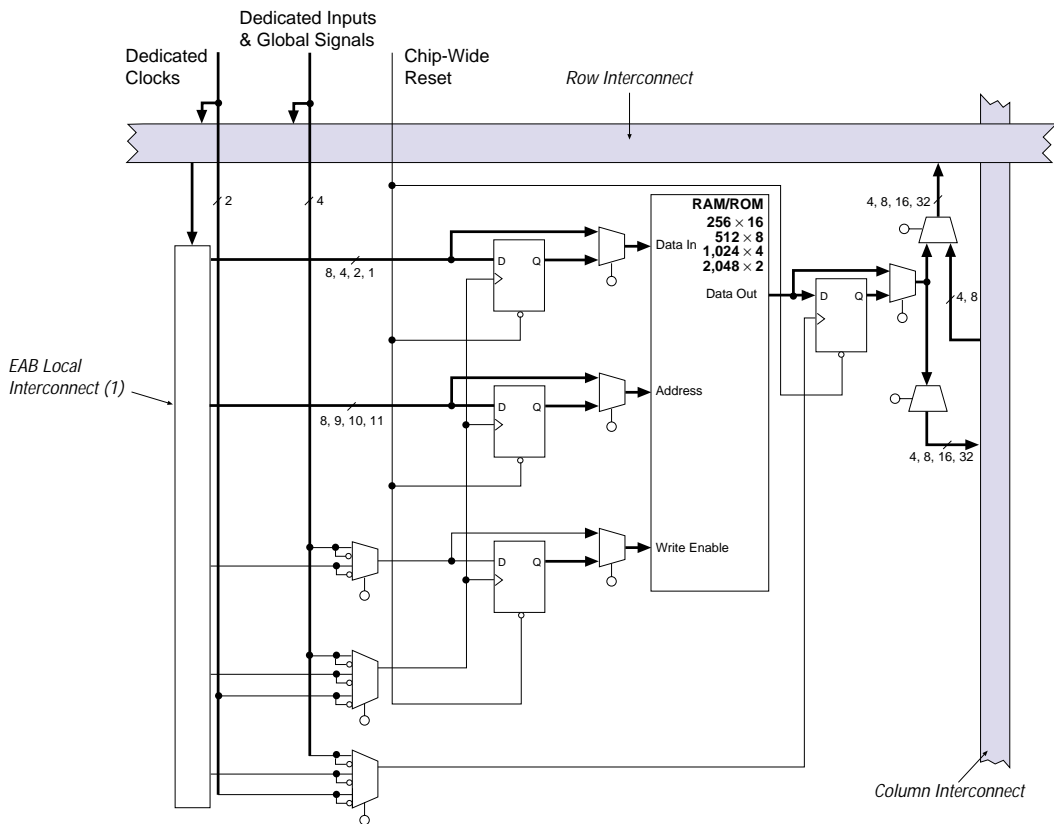 Dedicated Inputs
& Global Signals
Dedicated
Clocks
Chip-Wide
Reset
Row Interconnect
2
4
RAM/ROM
256 × 16
512 × 8
1,024 × 4
2,048 × 2
4, 8, 16, 32
Data In
D
Q
8, 4, 2, 1
Data Out
D
Q
4, 8
EAB Local
Interconnect (1)
D
Q
Address
8, 9, 10, 11
4, 8, 16, 32
Write Enable
D
Q
Column Interconnect